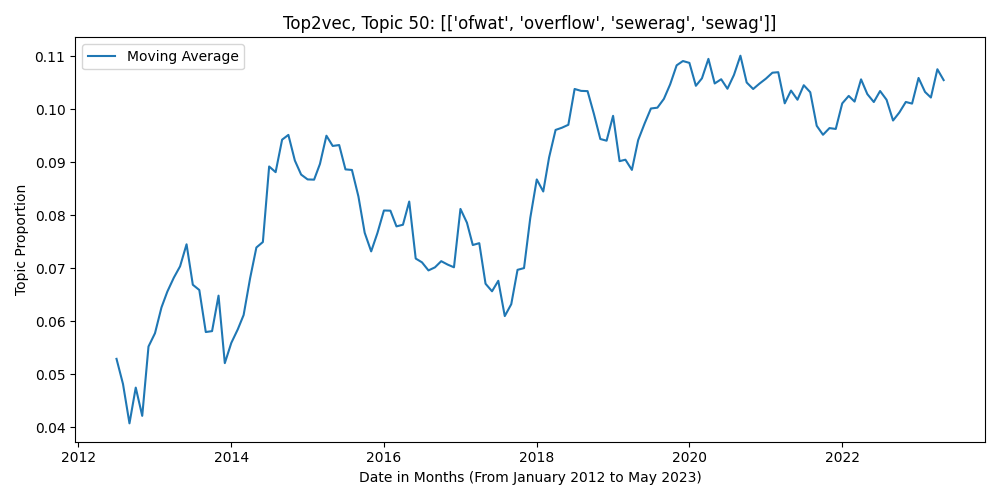 Top2vec, Topic 50: [['ofwat', 'overflow', 'sewerag', 'sewag']]
Moving Average
0.11
0.10
0.09
0.08
0.07
0.06
0.05
0.04
Topic Proportion
2012 2014 2016 2018 2020 2022
Date in Months (From January 2012 to May 2023)